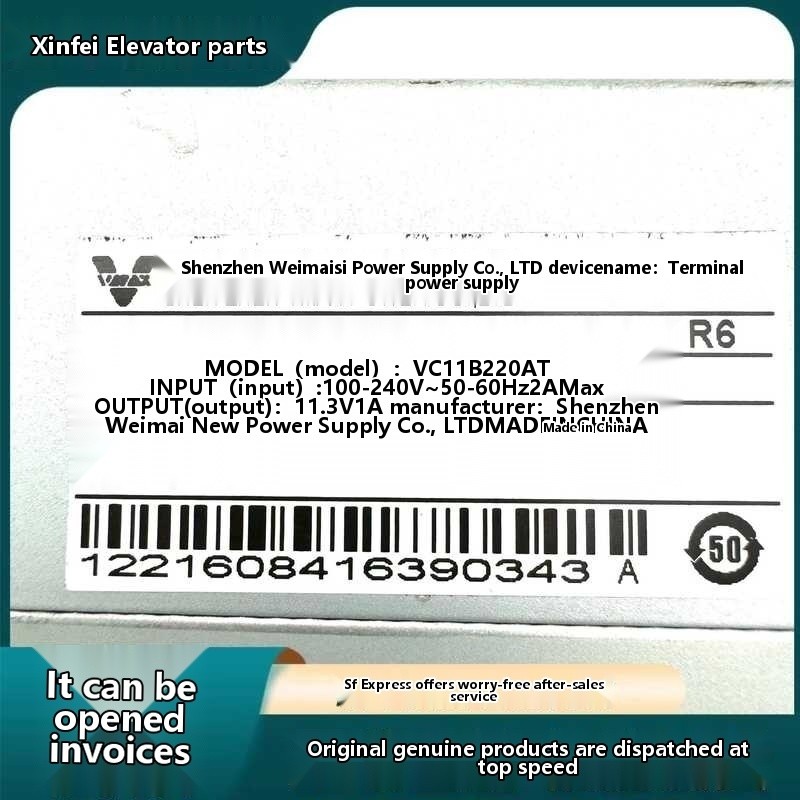 Xinfei Elevator parts
VMAX
Shenzhen Weimaisi Power Supply Co., LTD devicename: Terminal
power supply
R6
MODEL (model) : VC11B220AT
INPUT (input) :100-240V~50-60Hz2AMax
OUTPUT(output): 11.3V1A manufacturer: Shenzhen
Weimai New Power Supply Co., LTDMADEINCHINA
Made in China
1221608416390343 A
50
It can be
opened
invoices
Sf Express offers worry-free after-sales
service
Original genuine products are dispatched at
top speed